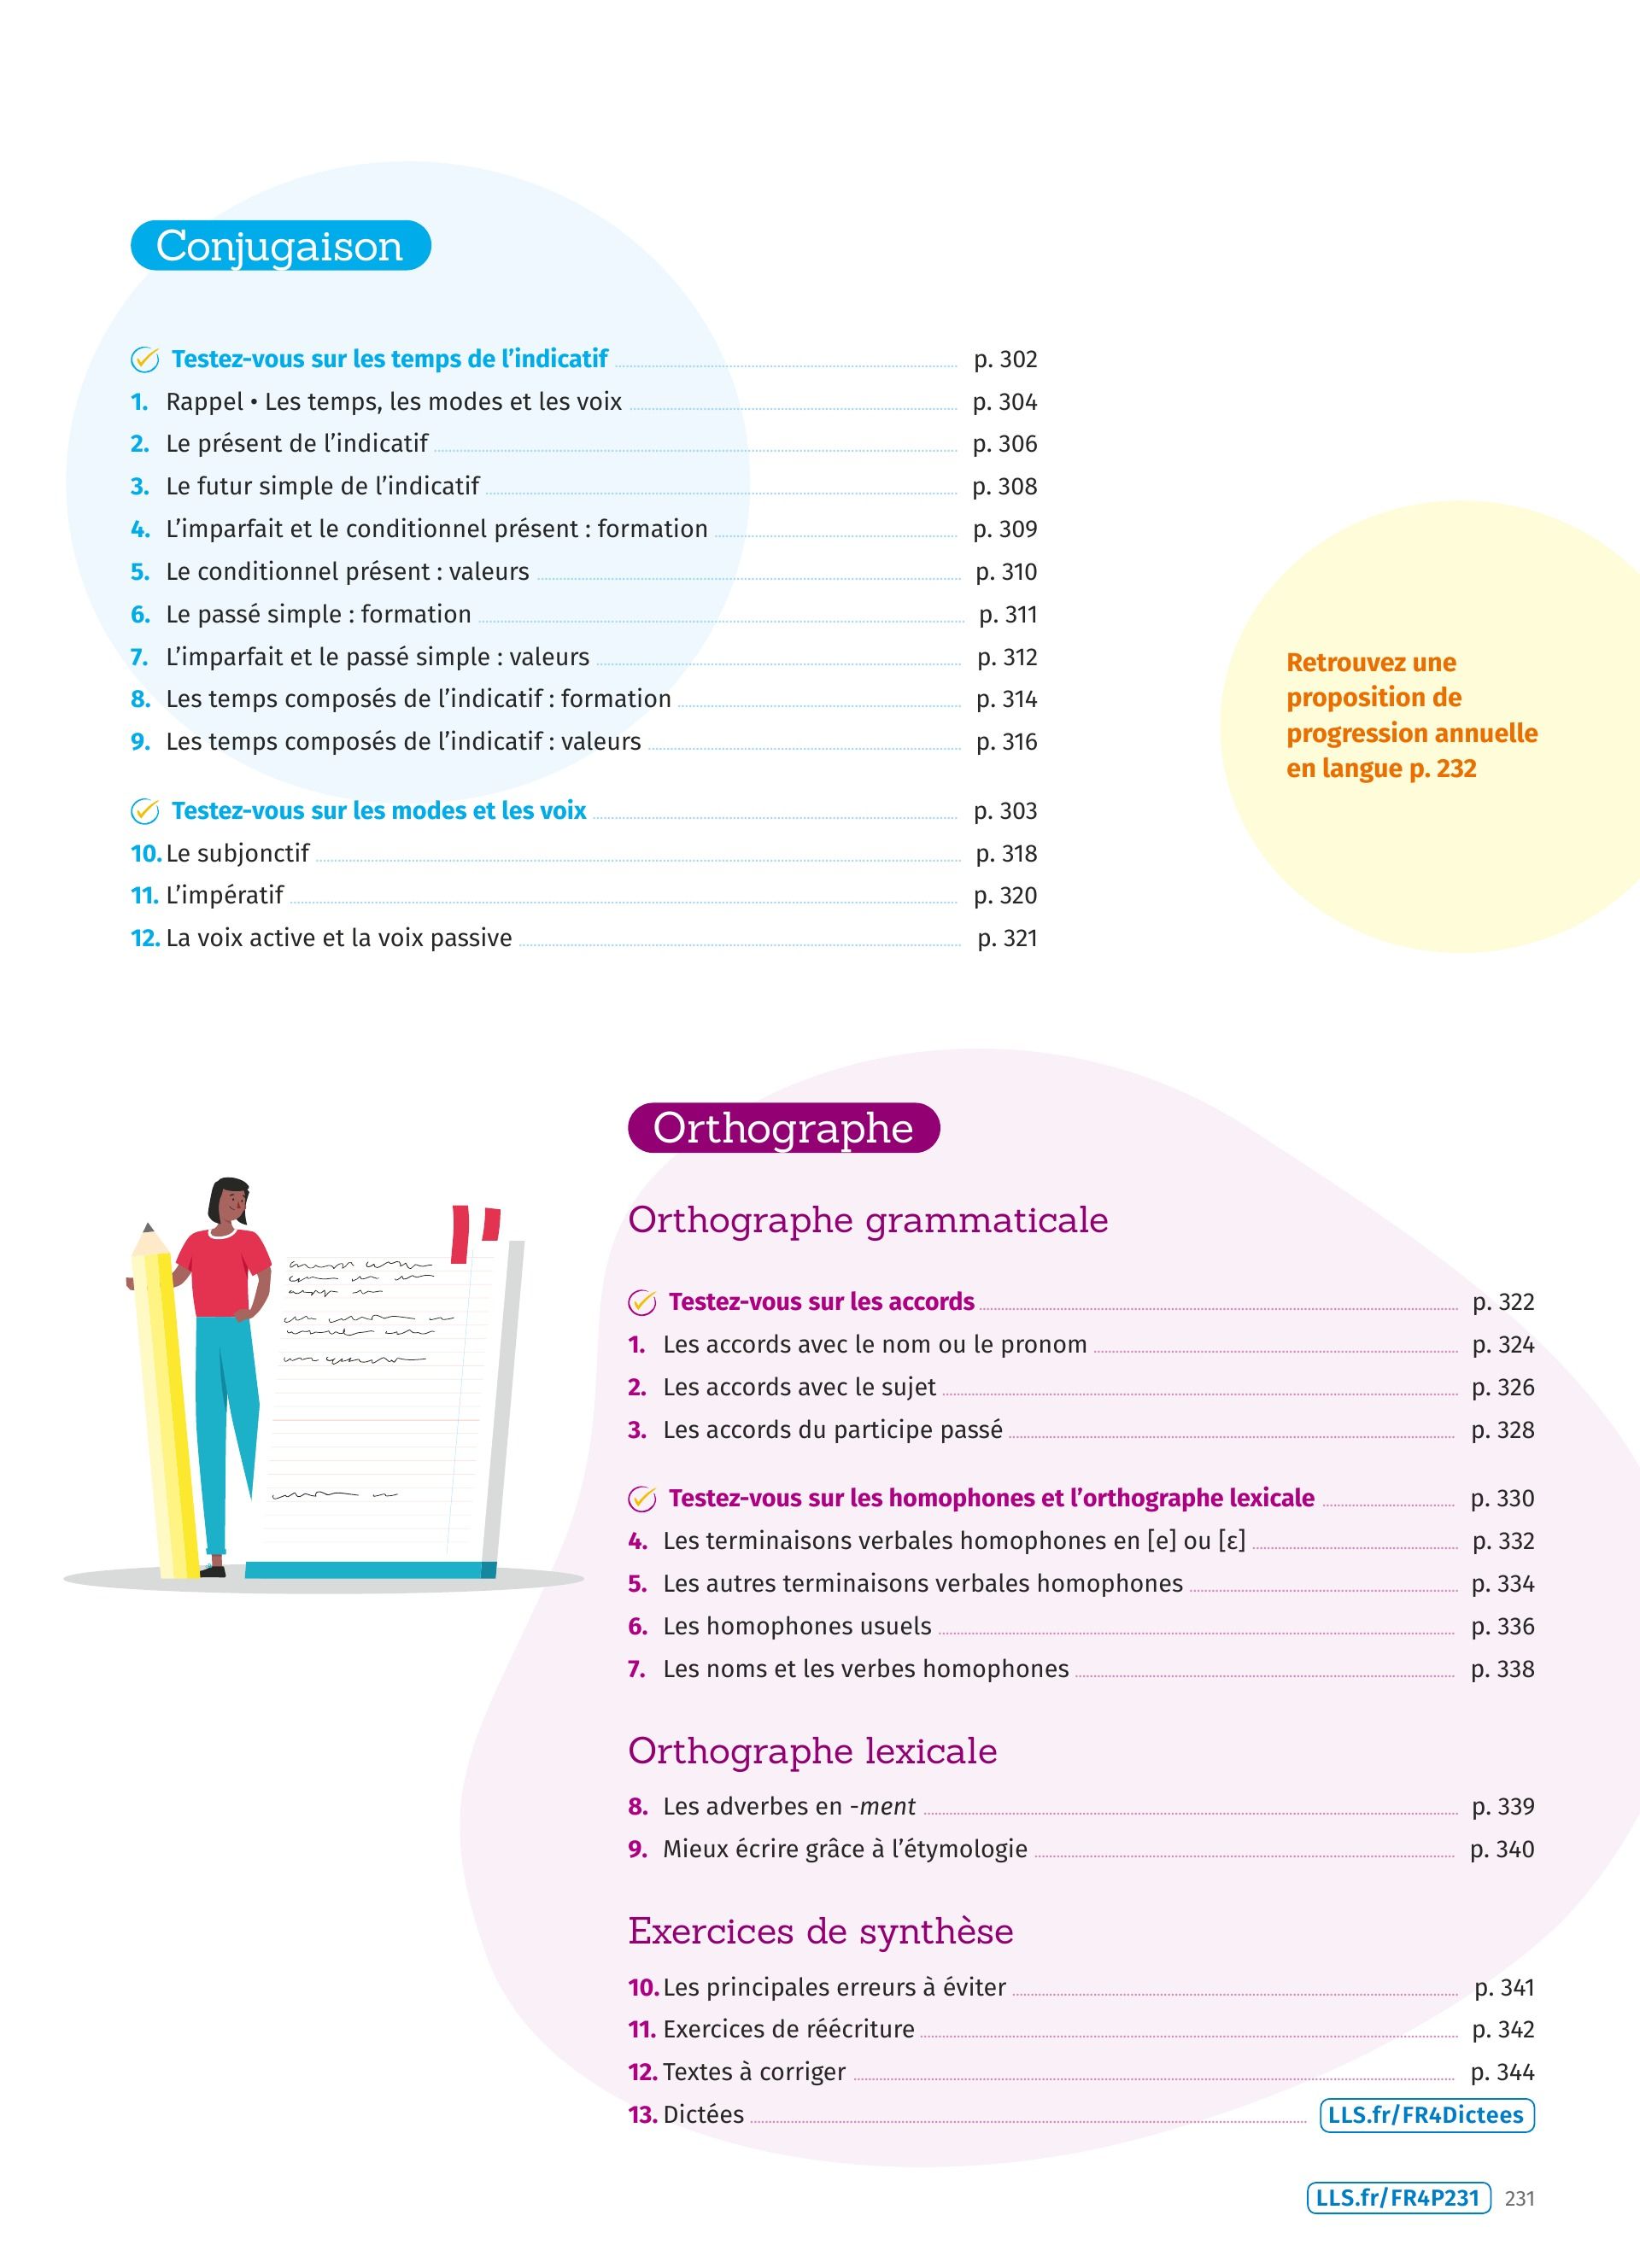 Conjugaison
Testez-vous sur les temps de l’indicatif p. 302
1. Rappel • Les temps, les modes et les voix p. 304
2. Le présent de l’indicatif p. 306
3. Le futur simple de l’indicatif p. 308
4. L’imparfait et le conditionnel présent : formation p. 309
5. Le conditionnel présent : valeurs p. 310
6. Le passé simple : formation p. 311
7. L’imparfait et le passé simple : valeurs p. 312
8. Les temps composés de l’indicatif : formation p. 314
9. Les temps composés de l’indicatif : valeurs p. 316
Testez-vous sur les modes et les voix p. 303
10. Le subjonctif p. 318
11. L’impératif p. 320
12. La voix active et la voix passive p. 321
Retrouvez une
proposition de
progression annuelle
en langue p. 232
Orthographe
Orthographe grammaticale
Testez-vous sur les accords p. 322
1. Les accords avec le nom ou le pronom p. 324
2. Les accords avec le sujet p. 326
3. Les accords du participe passé p. 328
Testez-vous sur les homophones et l’orthographe lexicale p. 330
4. Les terminaisons verbales homophones en [e] ou [ε] p. 332
5. Les autres terminaisons verbales homophones p. 334
6. Les homophones usuels p. 336
7. Les noms et les verbes homophones p. 338
Orthographe lexicale
8. Les adverbes en -ment p. 339
9. Mieux écrire grâce à l’étymologie p. 340
Exercices de synthèse
10. Les principales erreurs à éviter p. 341
11. Exercices de réécriture p. 342
12. Textes à corriger p. 344
13. Dictées LLS.fr/FR4Dictees
LLS.fr/FR4P231 231